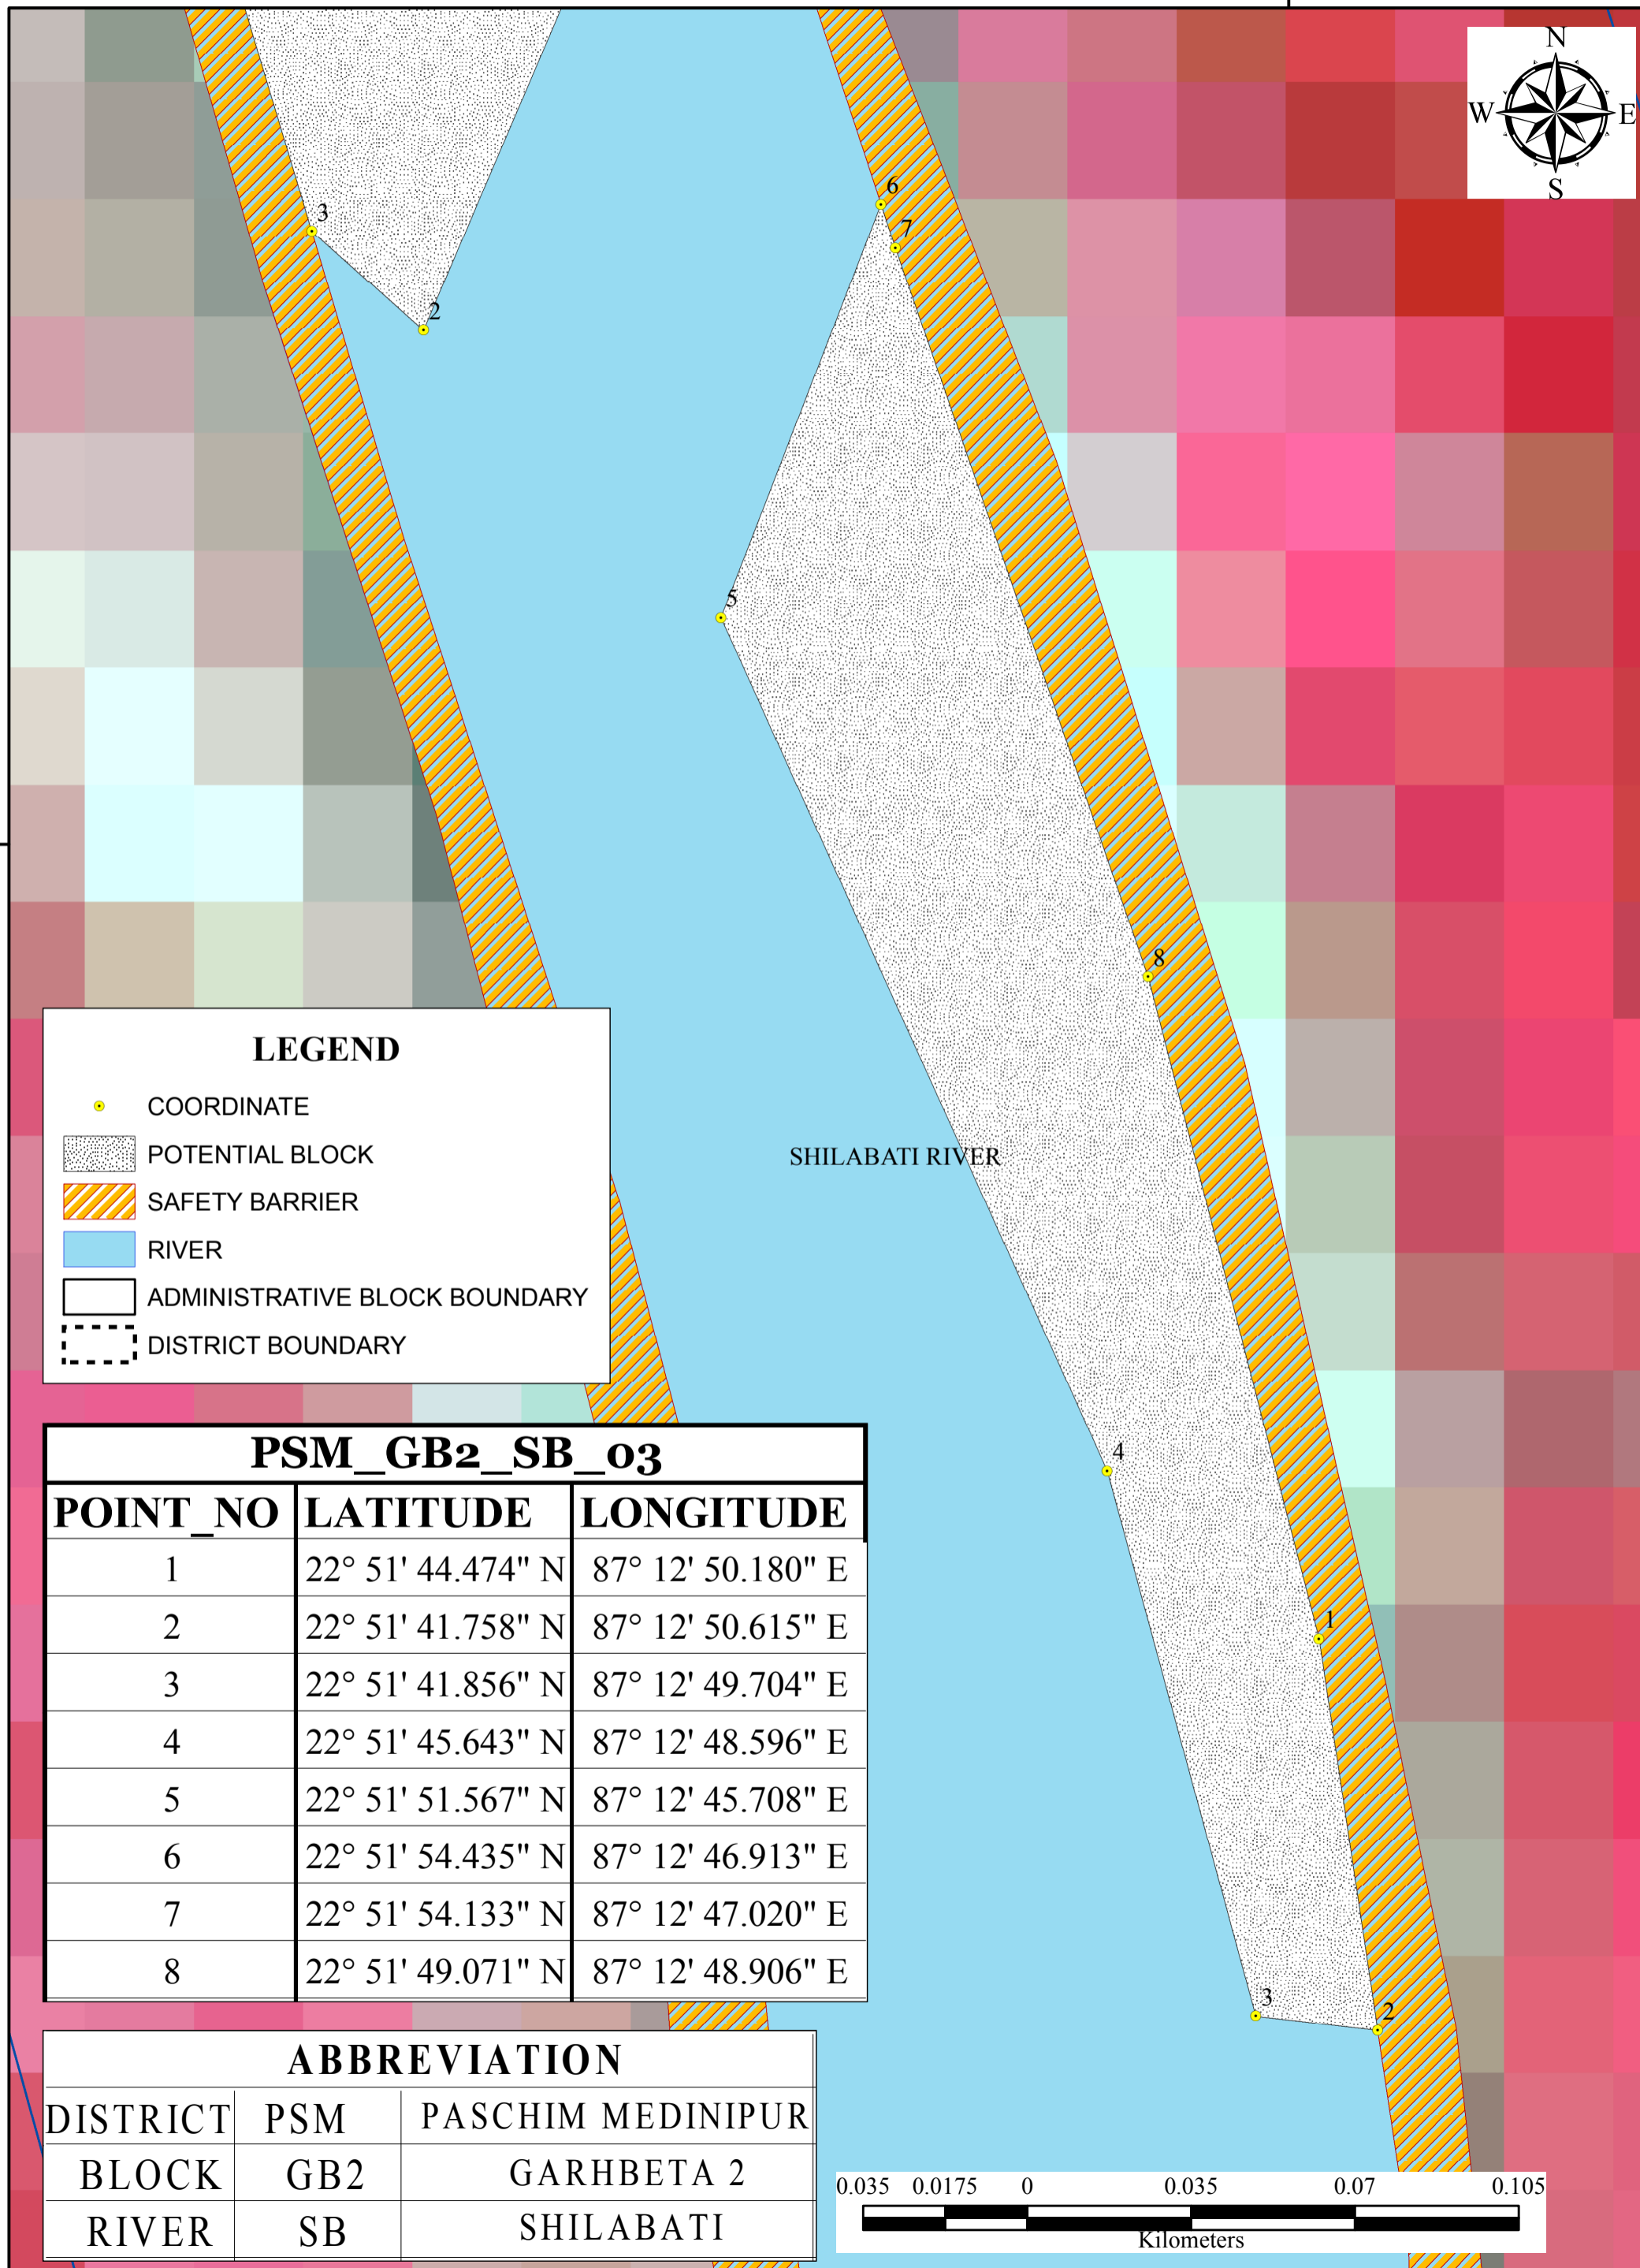 N
W E
S
6
7
3
2
5
8
SHILABATI RIVER
4
1
3
2
LEGEND
COORDINATE
POTENTIAL BLOCK
SAFETY BARRIER
RIVER
ADMINISTRATIVE BLOCK BOUNDARY
DISTRICT BOUNDARY
PSM_GB2_SB_03
POINT_NO LATITUDE LONGITUDE
1 22° 51' 44.474" N 87° 12' 50.180" E
2 22° 51' 41.758" N 87° 12' 50.615" E
3 22° 51' 41.856" N 87° 12' 49.704" E
4 22° 51' 45.643" N 87° 12' 48.596" E
5 22° 51' 51.567" N 87° 12' 45.708" E
6 22° 51' 54.435" N 87° 12' 46.913" E
7 22° 51' 54.133" N 87° 12' 47.020" E
8 22° 51' 49.071" N 87° 12' 48.906" E
ABBREVIATION
DISTRICT PSM PASCHIM MEDINIPUR
BLOCK GB2 GARHBETA 2
RIVER SB SHILABATI
0.035 0.0175 0 0.035 0.07 0.105
Kilometers